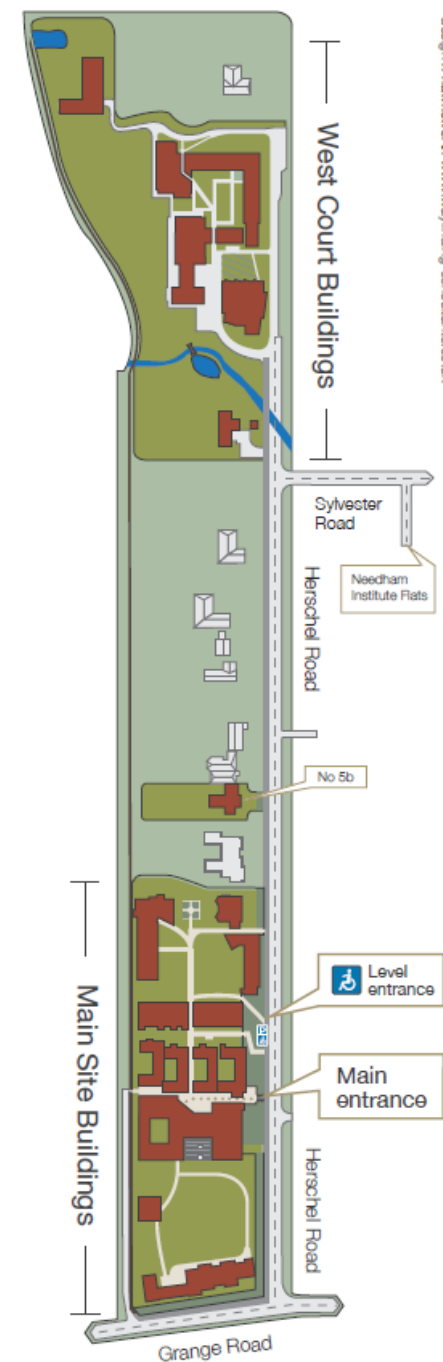 West Court Buildings
Sylvester
Road
Needham
Institute Flats
Herschel Road
No 5b
Level
entrance
Main
entrance
Main Site Buildings
Herschel Road
Grange Road